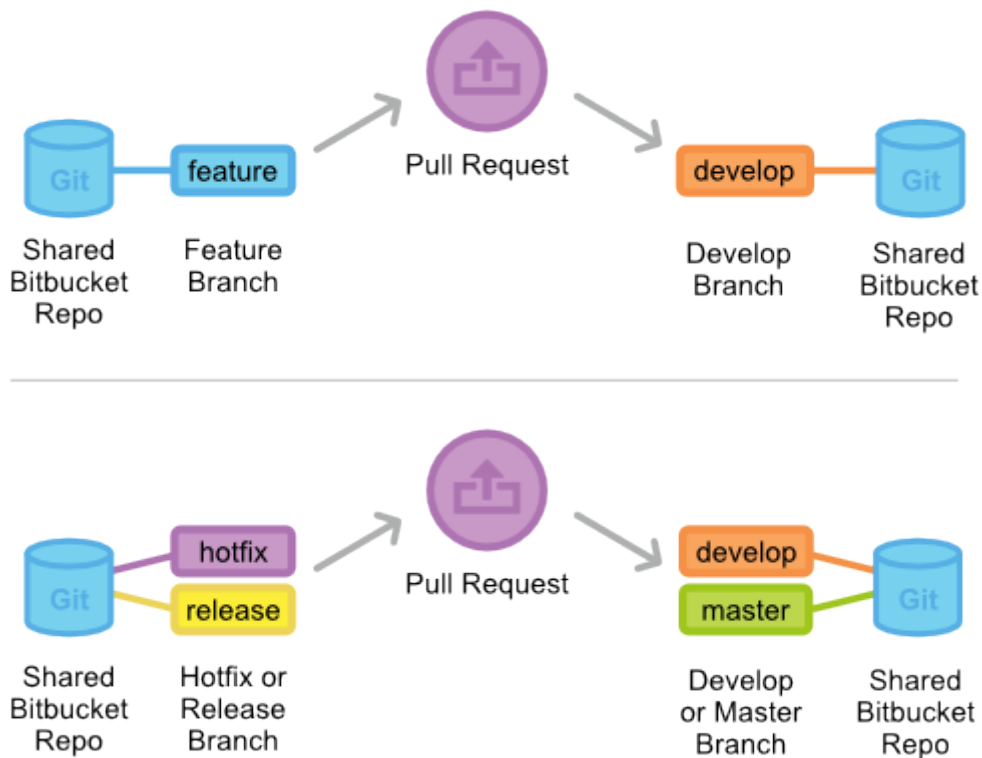 Pull Request
Git
feature
develop
Git
Shared
Bitbucket
Repo
Feature
Branch
Develop
Branch
Shared
Bitbucket
Repo
Pull Request
Git
hotfix
release
develop
master
Git
Shared
Bitbucket
Repo
Hotfix or
Release
Branch
Develop
or Master
Branch
Shared
Bitbucket
Repo